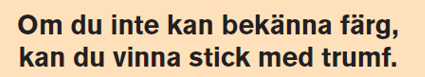 Om du inte kan bekänna färg,
kan du vinna stick med trumf.